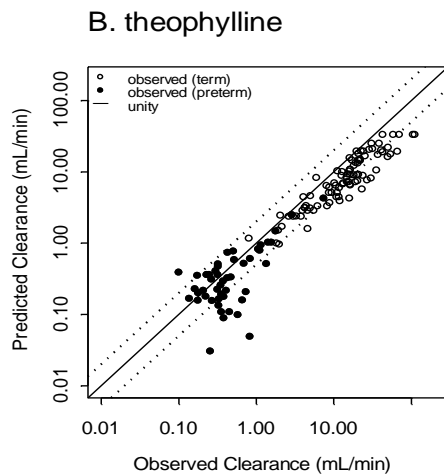 B. theophylline
observed (term)
observed (preterm)
unity
Predicted Clearance (mL/min)
100.00
10.00
1.00
0.10
0.01
0.01 0.10 1.00 10.00
Observed Clearance (mL/min)